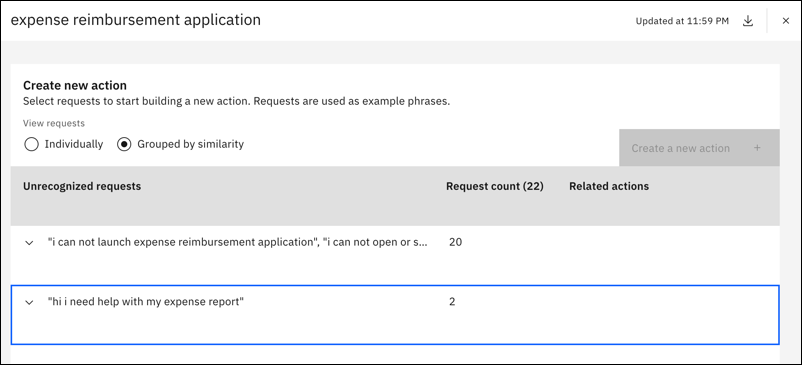 expense reimbursement application
Updated at 11:59 PM
Create new action
Select requests to start building a new action. Requests are used as example phrases.
View requests
Individually
Grouped by similarity
Create a new action +
Unrecognized requests
Request count (22)
Related actions
"i can not launch expense reimbursement application", "i can not open or s...
20
"hi i need help with my expense report"
2